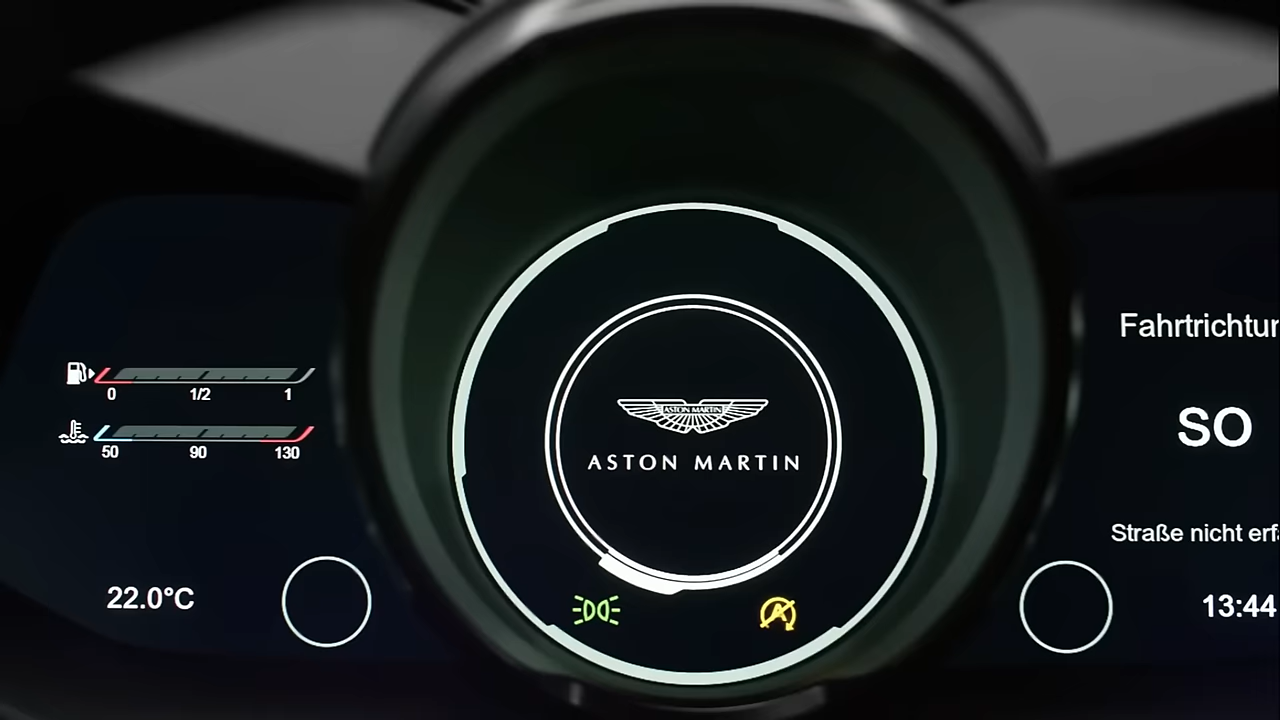 0 1/2 1
50 90 130
22.0°C
ASTON MARTIN
ASTON MARTIN
Fahrtrichtun
SO
Straße nicht erf
13:44